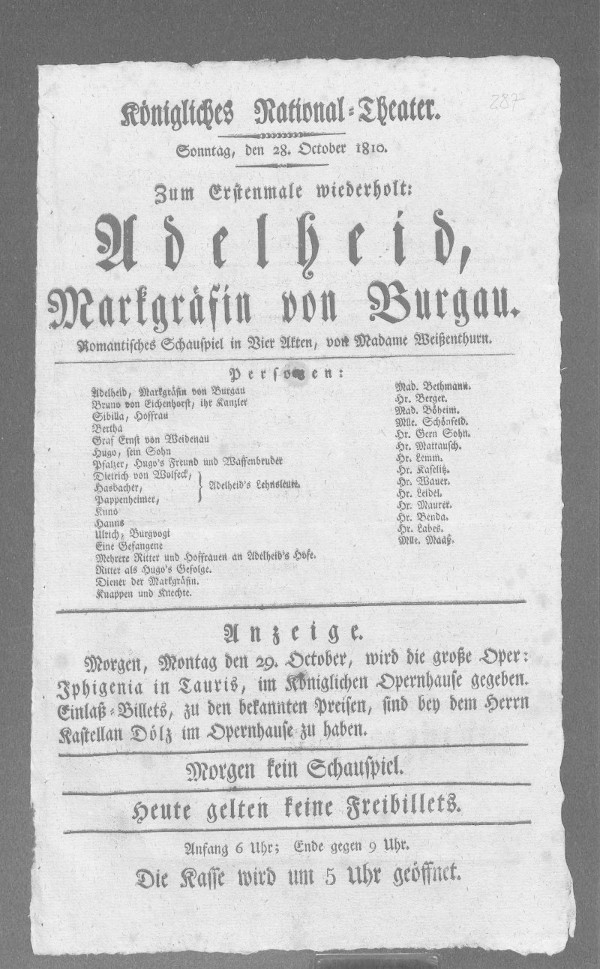 287
Königliches National-Theater.
Sonntag, den 28. October 1810.
Zum Erstenmale wiederholt:
Adelheid,
Markgräfin von Burgau.
Romantisches Schauspiel in Vier Akten, von Madame Weißenthurn.
Personen:
Adelheid, Markgräfin von Burgau Mad. Bethmann.
Bruno von Eichenhorst, ihr Kanzler Hr. Berger.
Sibilla, Hoffrau Mad. Böheim.
Bertha Mlle. Schönfeld.
Graf Ernst von Weidenau Hr. Gern Sohn.
Hugo, sein Sohn Hr. Mattausch.
Pfalzer, Hugo's Freund und Waffenbruder Hr. Lemm.
Dietrich von Wolfeck, Hr. Kaselitz.
Hasbacher, Adelheid's Lehnsleute. Hr. Wauer.
Pappenheimer, Hr. Leidel.
Kuno Hr. Maurer.
Hanns Hr. Benda.
Ulrich, Burgvogt Hr. Labes.
Eine Gefangene Mlle. Maaß.
Mehrere Ritter und Hoffrauen an Adelheid's Hofe.
Ritter als Hugo's Gefolge.
Diener der Markgräfin.
Knappen und Knechte.
Anzeige.
Morgen, Montag den 29. October, wird die große Oper:
Iphigenia in Tauris, im Königlichen Opernhause gegeben.
Einlaß-Billets, zu den bekannten Preisen, sind bey dem Herrn
Kastellan Dölz im Opernhause zu haben.
Morgen kein Schauspiel.
Heute gelten keine Freibillets.
Anfang 6 Uhr; Ende gegen 9 Uhr.
Die Kasse wird um 5 Uhr geöffnet.